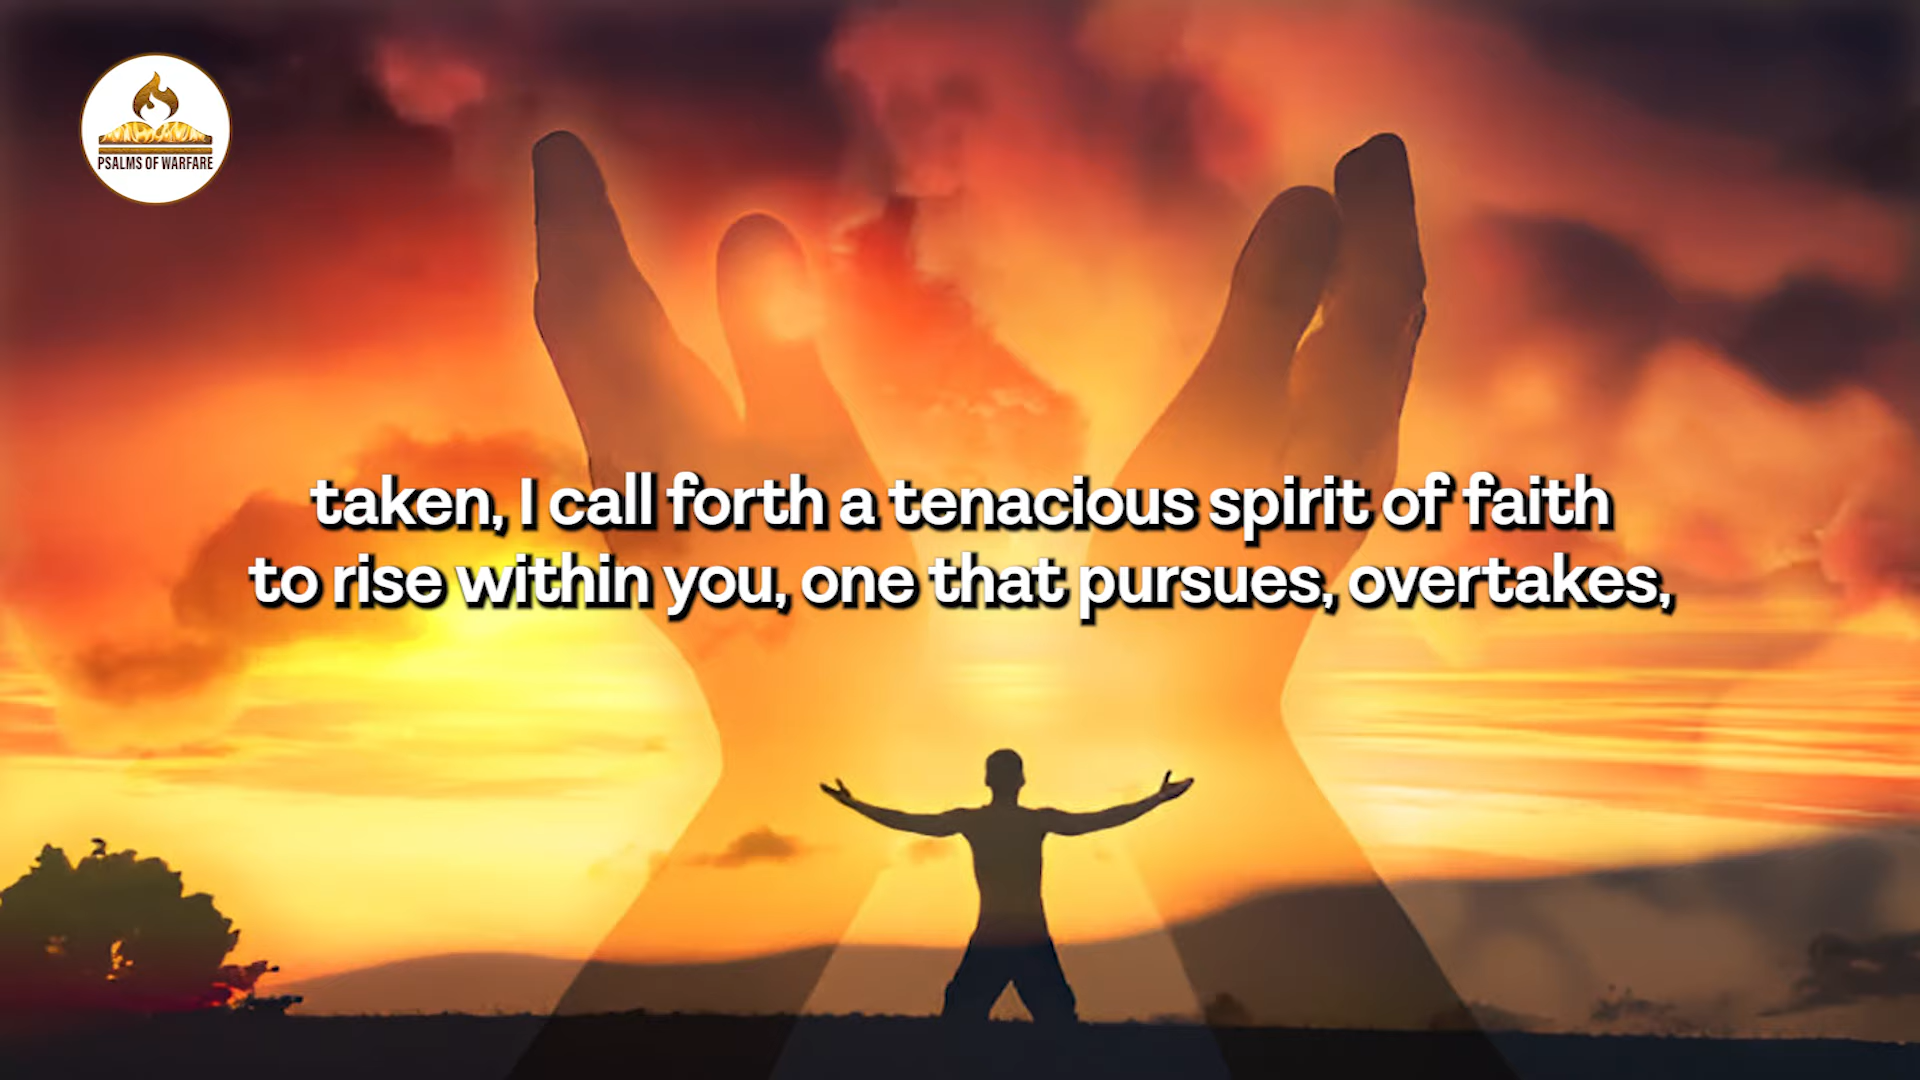 PSALMS OF WARFARE
taken, I call forth a tenacious spirit of faith
to rise within you, one that pursues, overtakes,